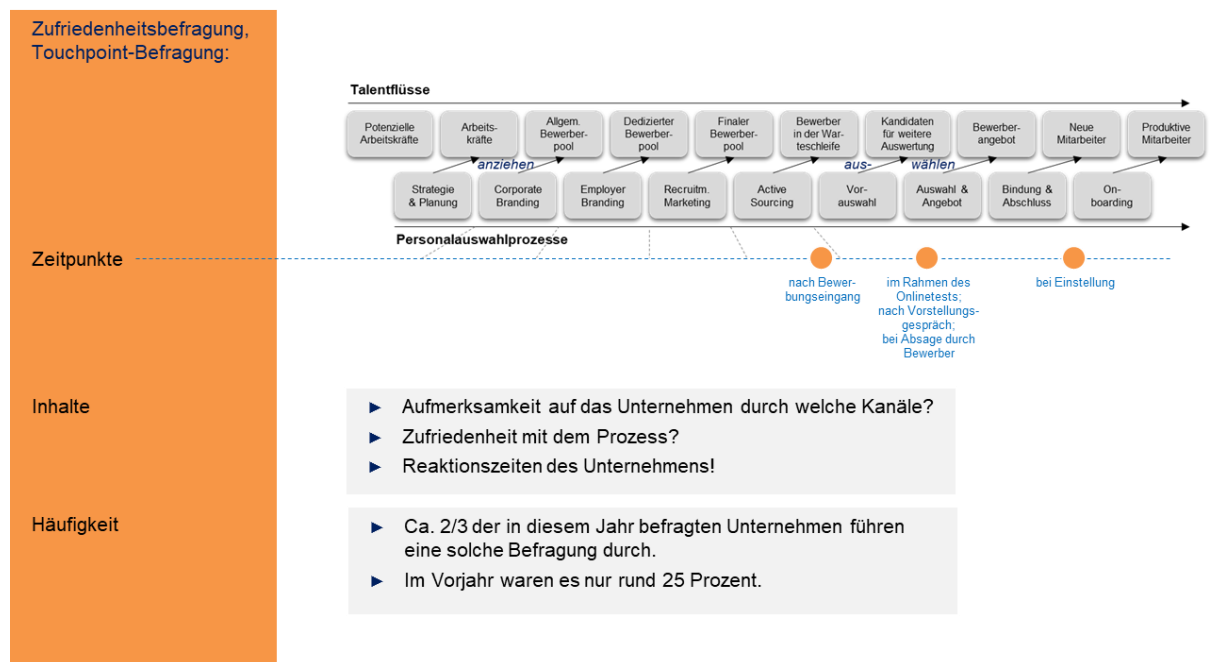 Zufriedenheitsbefragung,
Touchpoint-Befragung:
Talentflüsse
Potenzielle
Arbeitskräfte
Arbeits-
kräfte
Allgem.
Bewerber-
pool
Dedizierter
Bewerber-
pool
Finaler
Bewerber-
pool
Bewerber
in der War-
teschleife
Kandidaten
für weitere
Auswertung
Bewerber-
angebot
Neue
Mitarbeiter
Produktive
Mitarbeiter
anziehen
aus- wählen
Strategie
& Planung
Corporate
Branding
Employer
Branding
Recruitm.
Marketing
Active
Sourcing
Vor-
auswahl
Auswahl &
Angebot
Bindung &
Abschluss
On-
boarding
Personalauswahlprozesse
Zeitpunkte
nach Bewer-
bungseingang
im Rahmen des
Onlinetests;
nach Vorstellungs-
gespräch;
bei Absage durch
Bewerber
bei Einstellung
Inhalte
► Aufmerksamkeit auf das Unternehmen durch welche Kanäle?
► Zufriedenheit mit dem Prozess?
► Reaktionszeiten des Unternehmens!
Häufigkeit
► Ca. 2/3 der in diesem Jahr befragten Unternehmen führen
eine solche Befragung durch.
► Im Vorjahr waren es nur rund 25 Prozent.